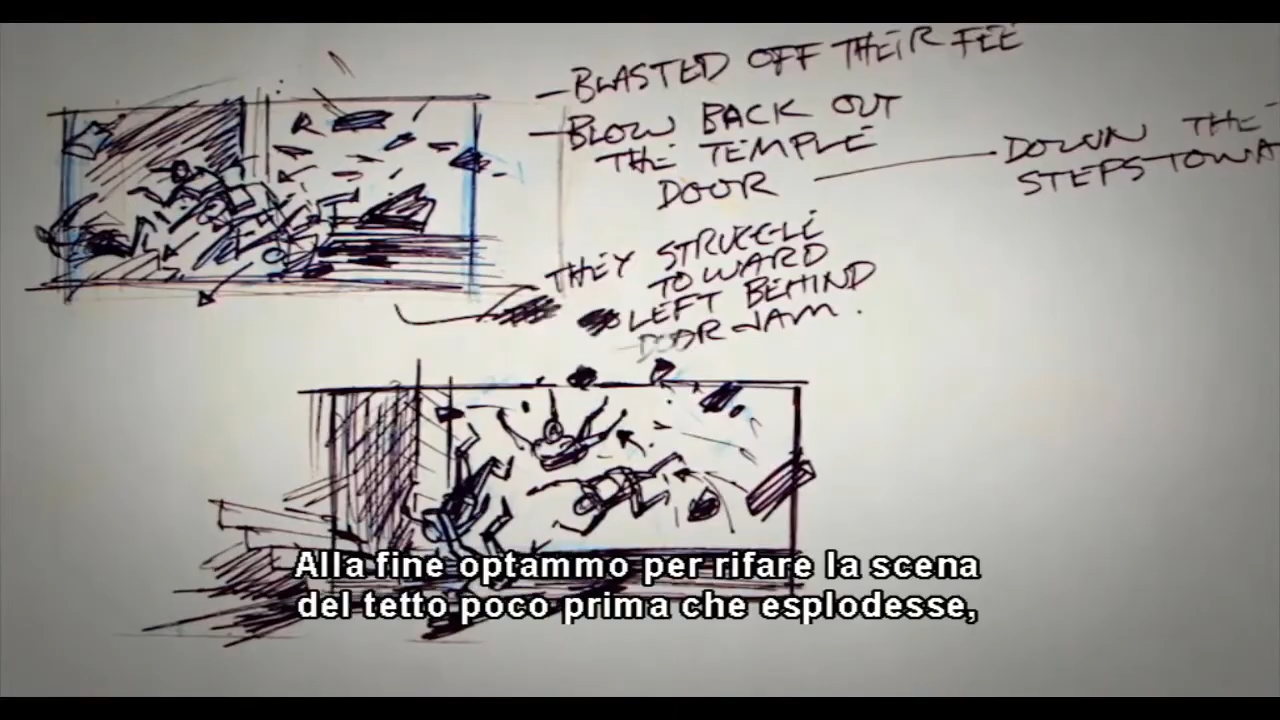 – BLASTED OFF THEIR FEE
– BLOW BACK OUT
THE TEMPLE
DOOR
DOWN THE
STEPS TOWA
THEY STRUGGLE
TOWARD
LEFT BEHIND
DOOR JAM.
Alla fine optammo per rifare la scena
del tetto poco prima che esplodesse,